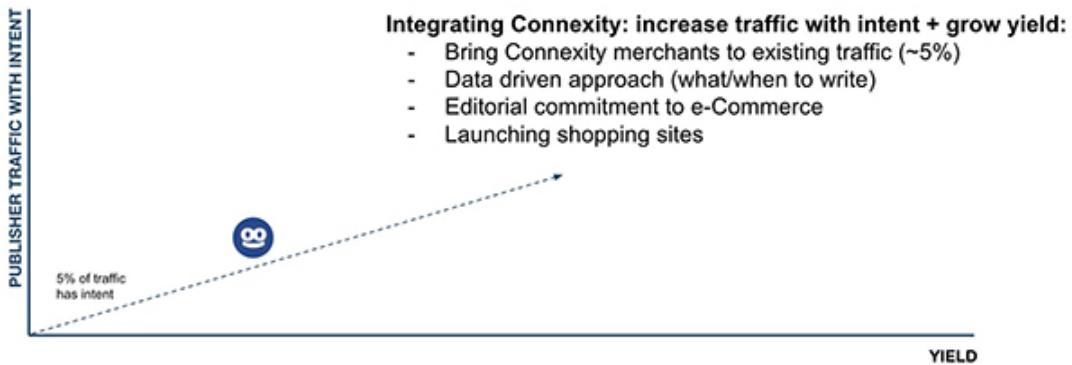 PUBLISHER TRAFFIC WITH INTENT
Integrating Connexity: increase traffic with intent + grow yield:
- Bring Connexity merchants to existing traffic (~5%)
- Data driven approach (what/when to write)
- Editorial commitment to e-Commerce
- Launching shopping sites
5% of traffic
has intent
YIELD